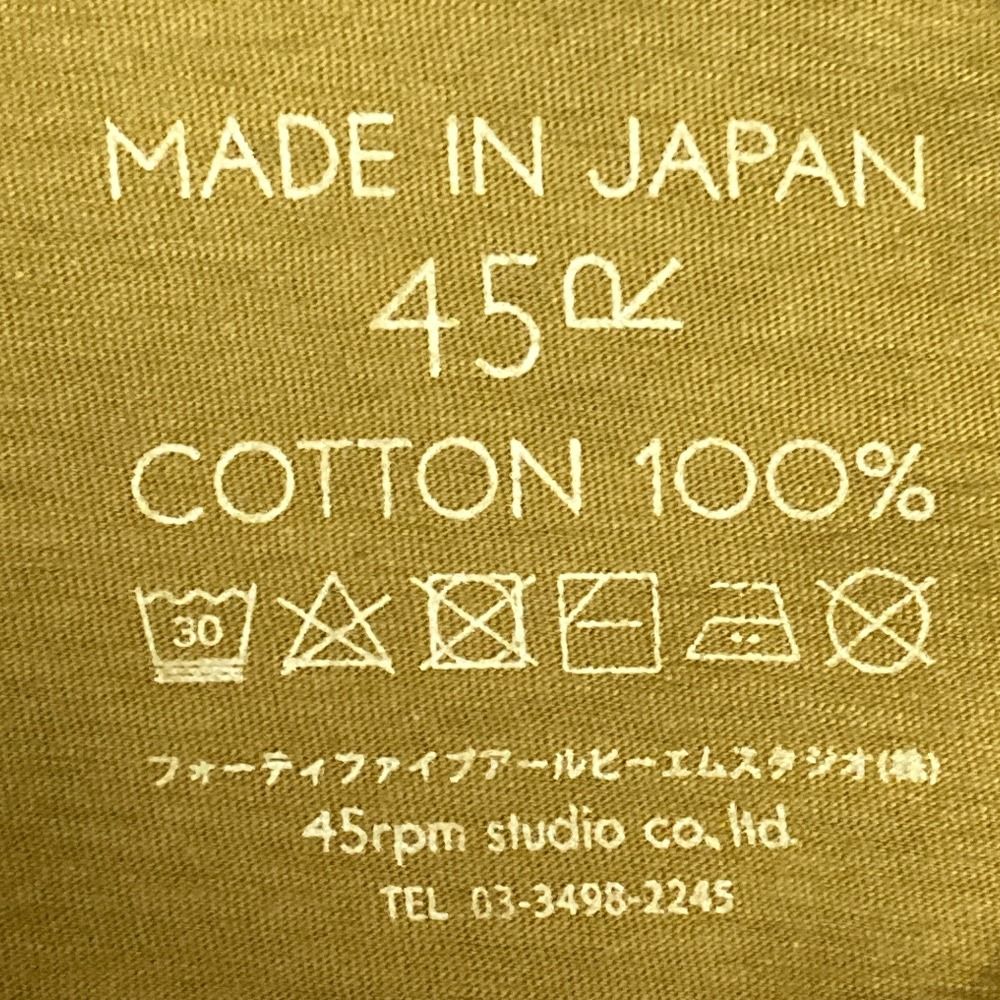 MADE IN JAPAN
45R
COTTON 100%
30
フォーティファイブアールピーエムスタジオ(株)
45rpm studio co.,ltd.
TEL 03-3498-2245